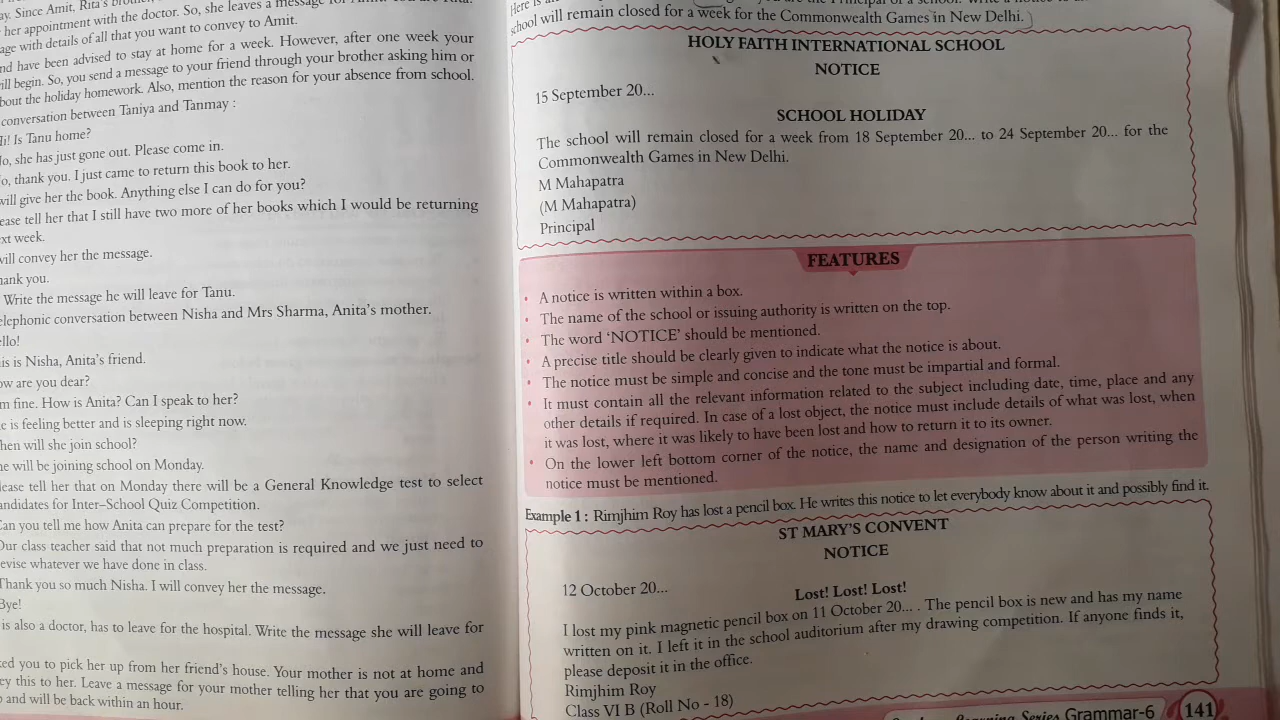 ay. Since Amit, Rita's
her appointment with the doctor. So, she leaves a message
age with details of all that you want to convey to Amit.
nd have been advised to stay at home for a week. However, after one week your
ill begin. So, you send a message to your friend through your brother asking him or
bout the holiday homework. Also, mention the reason for your absence from school.
conversation between Taniya and Tanmay :
Hi! Is Tanu home?
No, she has just gone out. Please come in.
No, thank you. I just came to return this book to her.
will give her the book. Anything else I can do for you?
ease tell her that I still have two more of her books which I would be returning
xt week.
will convey her the message.
hank you.
Write the message he will leave for Tanu.
elephonic conversation between Nisha and Mrs Sharma, Anita's mother.
ello!
is is Nisha, Anita's friend.
ow are you dear?
m fine. How is Anita? Can I speak to her?
e is feeling better and is sleeping right now.
hen will she join school?
he will be joining school on Monday.
lease tell her that on Monday there will be a General Knowledge test to select
andidates for Inter–School Quiz Competition.
Can you tell me how Anita can prepare for the test?
Our class teacher said that not much preparation is required and we just need to
evise whatever we have done in class.
Thank you so much Nisha. I will convey her the message.
Bye!
is also a doctor, has to leave for the hospital. Write the message she will leave for
ked you to pick her up from her friend's house. Your mother is not at home and
ey this to her. Leave a message for your mother telling her that you are going to
and will be back within an hour.
Here is
school will remain closed for a week for the Commonwealth Games in New Delhi.
HOLY FAITH INTERNATIONAL SCHOOL
NOTICE
15 September 20...
SCHOOL HOLIDAY
The school will remain closed for a week from 18 September 20... to 24 September 20... for the
Commonwealth Games in New Delhi.
M Mahapatra
(M Mahapatra)
Principal
FEATURES
• A notice is written within a box.
• The name of the school or issuing authority is written on the top.
• The word 'NOTICE' should be mentioned.
• A precise title should be clearly given to indicate what the notice is about.
• The notice must be simple and concise and the tone must be impartial and formal.
• It must contain all the relevant information related to the subject including date, time, place and any
other details if required. In case of a lost object, the notice must include details of what was lost, when
it was lost, where it was likely to have been lost and how to return it to its owner.
• On the lower left bottom corner of the notice, the name and designation of the person writing the
notice must be mentioned.
Example 1 : Rimjhim Roy has lost a pencil box. He writes this notice to let everybody know about it and possibly find it.
ST MARY'S CONVENT
NOTICE
12 October 20...
Lost! Lost! Lost!
I lost my pink magnetic pencil box on 11 October 20... . The pencil box is new and has my name
written on it. I left it in the school auditorium after my drawing competition. If anyone finds it,
please deposit it in the office.
Rimjhim Roy
Class VI B (Roll No - 18)
Series Grammar-6 141